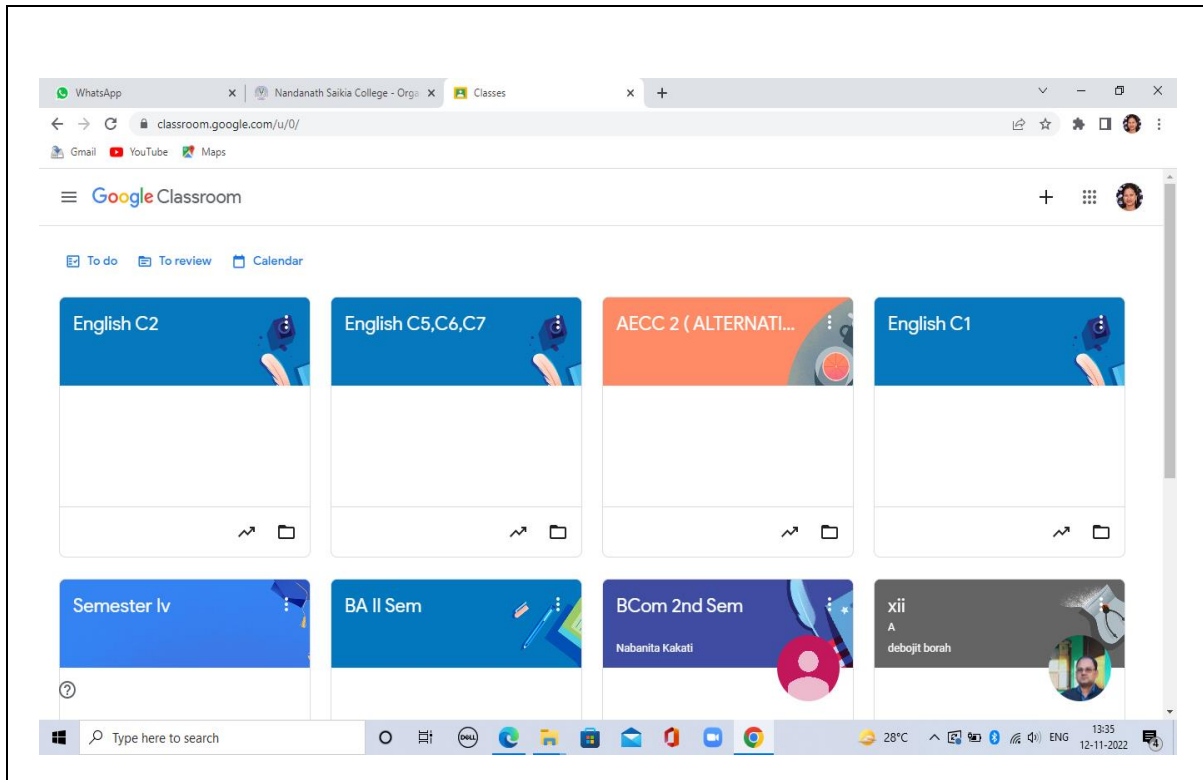 WhatsApp
Nandanath Saikia College - Orga
Classes
classroom.google.com/u/0/
Gmail
YouTube
Maps
Google Classroom
To do
To review
Calendar
English C2
English C5,C6,C7
AECC 2 ( ALTERNATI...
English C1
Semester Iv
BA II Sem
BCom 2nd Sem
Nabanita Kakati
xii
A
debojit borah
Type here to search
DELL
28°C
ENG
13:35
12-11-2022
4